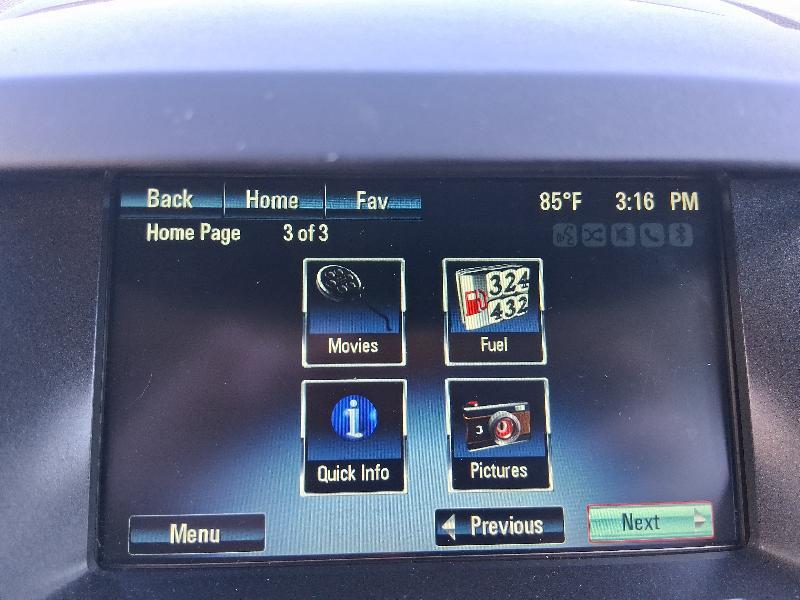 Back Home Fav 85°F 3:16 PM
Home Page 3 of 3
324
432
Movies Fuel
i
3
Quick Info Pictures
Menu Previous Next